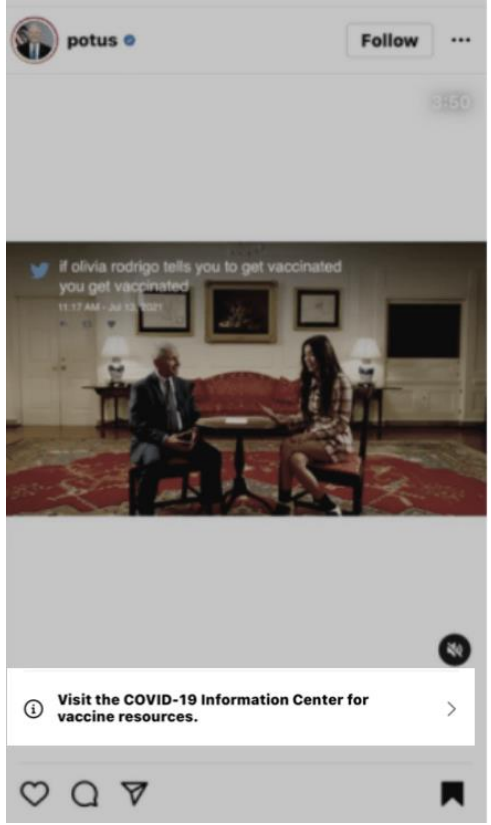 potus
Follow
3:50
if olivia rodrigo tells you to get vaccinated
you get vaccinated
11:17 AM - Jul 13, 2021
Visit the COVID-19 Information Center for
vaccine resources.